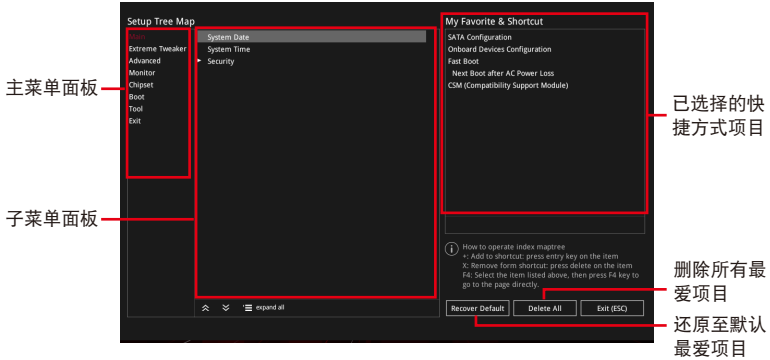 Setup Tree Map
Main
Extreme Tweaker
Advanced
Monitor
Chipset
Boot
Tool
Exit
System Date
System Time
Security
expand all
My Favorite & Shortcut
SATA Configuration
Onboard Devices Configuration
Fast Boot
Next Boot after AC Power Loss
CSM (Compatibility Support Module)
How to operate index maptree
+: Add to shortcut: press entry key on the item
X: Remove form shortcut: press delete on the item
F4: Select the item listed above, then press F4 key to
go to the page directly.
Recover Default
Delete All
Exit (ESC)
主菜单面板
子菜单面板
已选择的快
捷方式项目
删除所有最
爱项目
还原至默认
最爱项目